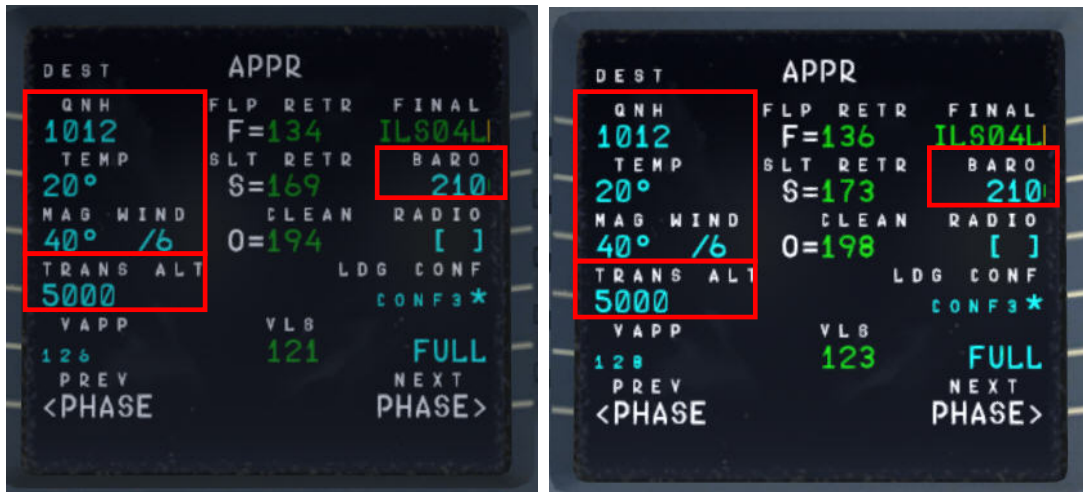 APPR
DEST
QNH FLP RETR FINAL
1012 F=134 ILS04L
TEMP SLT RETR BARO
20° S=169 210
MAG WIND CLEAN RADIO
40° /6 O=194 [ ]
TRANS ALT LDG CONF
5000 CONF3*
VAPP VLS
126 121 FULL
PREV NEXT
<PHASE PHASE>
APPR
DEST
QNH FLP RETR FINAL
1012 F=136 ILS04L
TEMP SLT RETR BARO
20° S=173 210
MAG WIND CLEAN RADIO
40° /6 O=198 [ ]
TRANS ALT LDG CONF
5000 CONF3*
VAPP VLS
128 123 FULL
PREV NEXT
<PHASE PHASE>